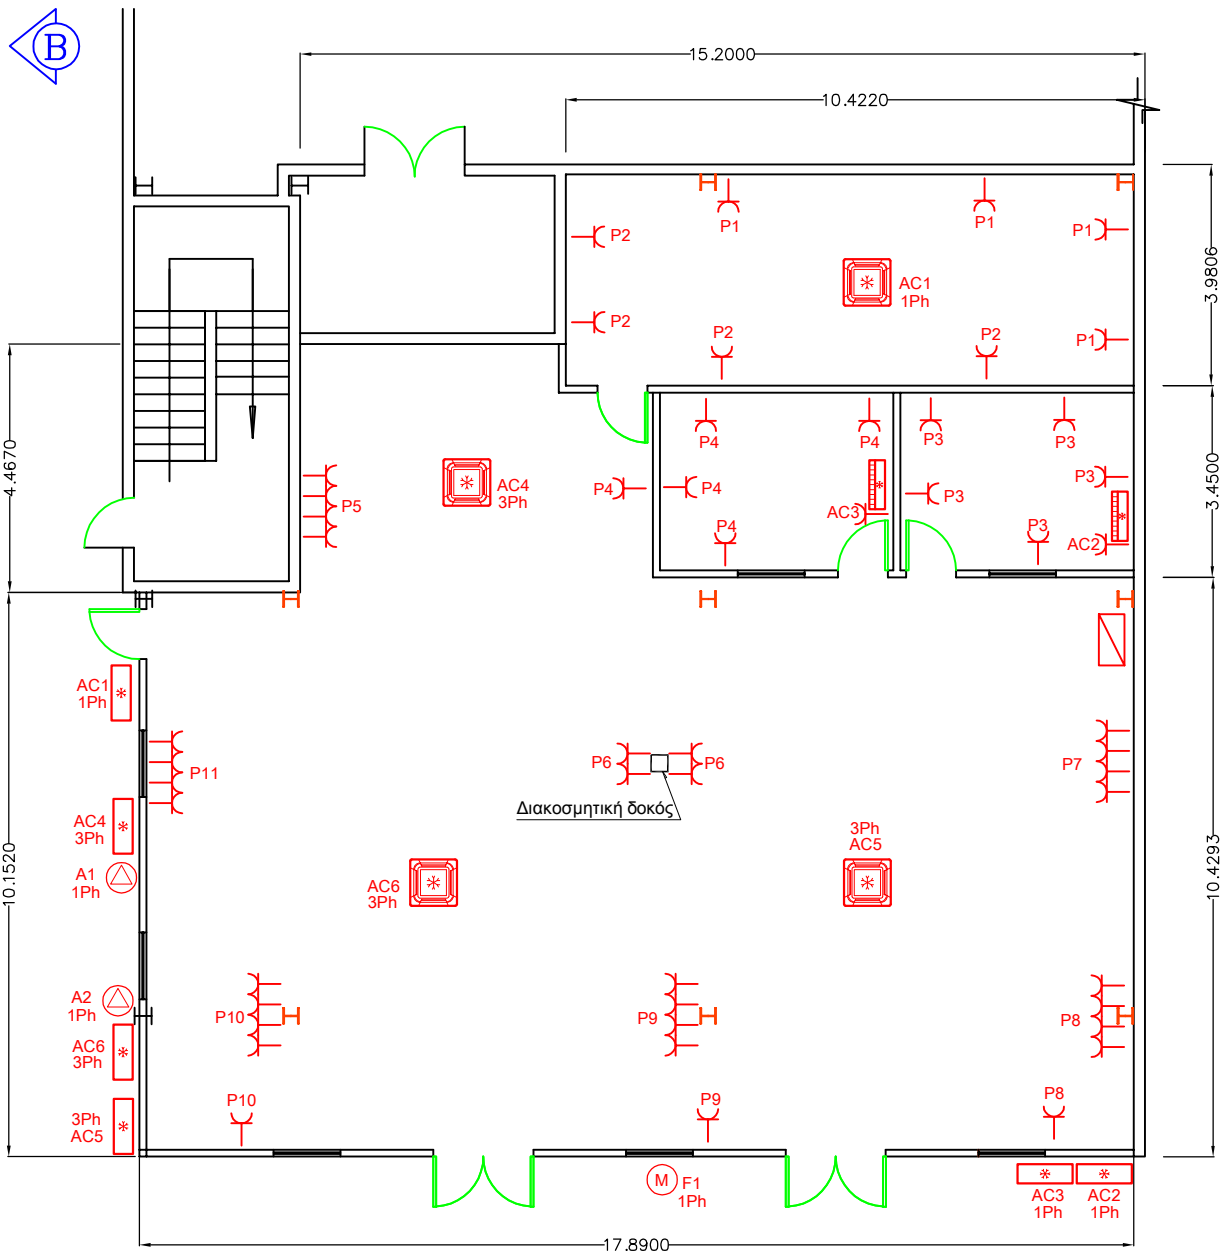 B
15.2000
10.4220
P1
P1
P1
P2
AC1
1Ph
3.9806
P2
P2
P2
P1
4.4670
P4
P4
P3
P3
AC4
3Ph
P5
P4
P4
P3
P3
AC3
P4
P3
AC2
3.4500
AC1
1Ph
P11
P6
P6
P7
Διακοσμητική δοκός
AC4
3Ph
3Ph
AC5
A1
1Ph
AC6
3Ph
10.1520
10.4293
A2
1Ph
P10
P9
P8
AC6
3Ph
P10
P9
P8
3Ph
AC5
M
F1
1Ph
AC3
1Ph
AC2
1Ph
17.8900